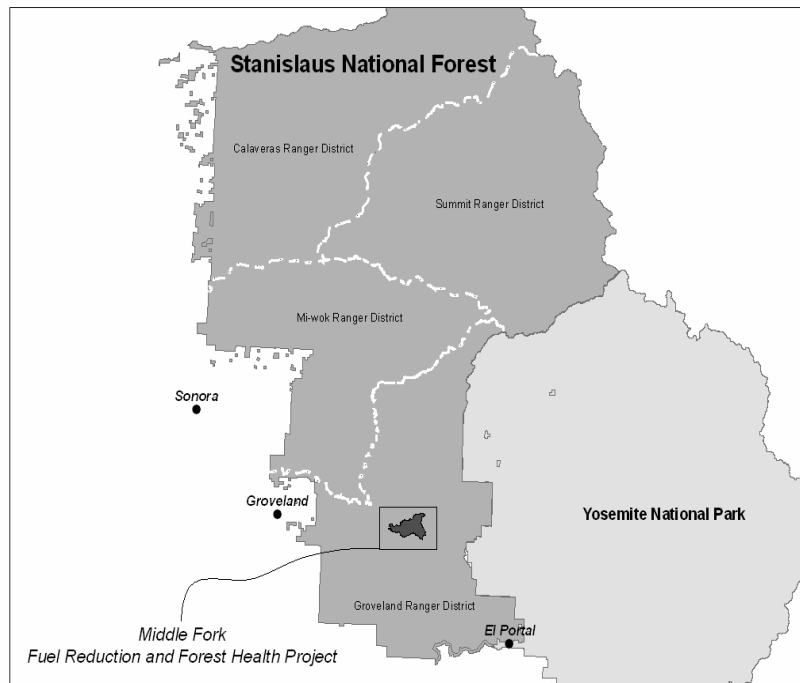 Stanislaus National Forest
Calaveras Ranger District
Summit Ranger District
Mi-wok Ranger District
Sonora
Groveland
Yosemite National Park
Groveland Ranger District
El Portal
Middle Fork
Fuel Reduction and Forest Health Project